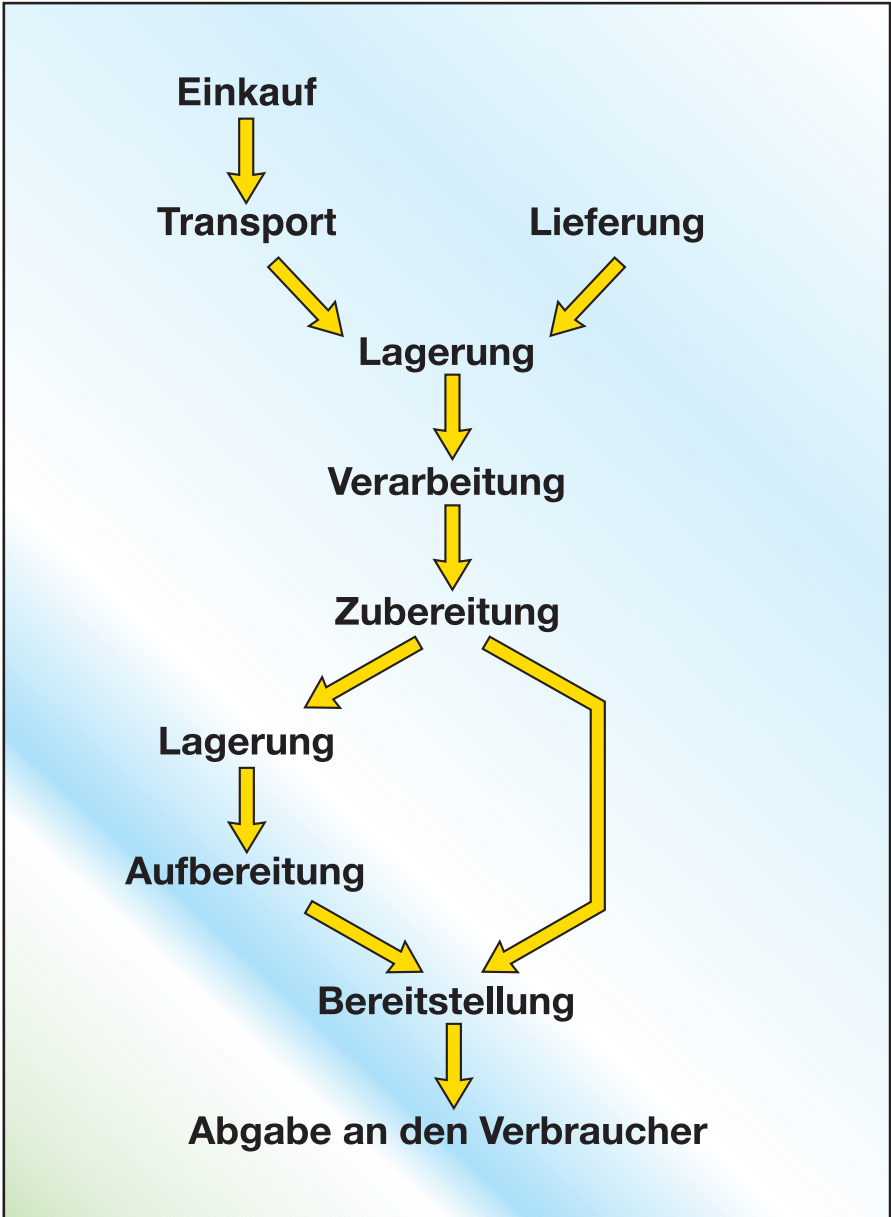 Einkauf
Transport
Lieferung
Lagerung
Verarbeitung
Zubereitung
Lagerung
Aufbereitung
Bereitstellung
Abgabe an den Verbraucher